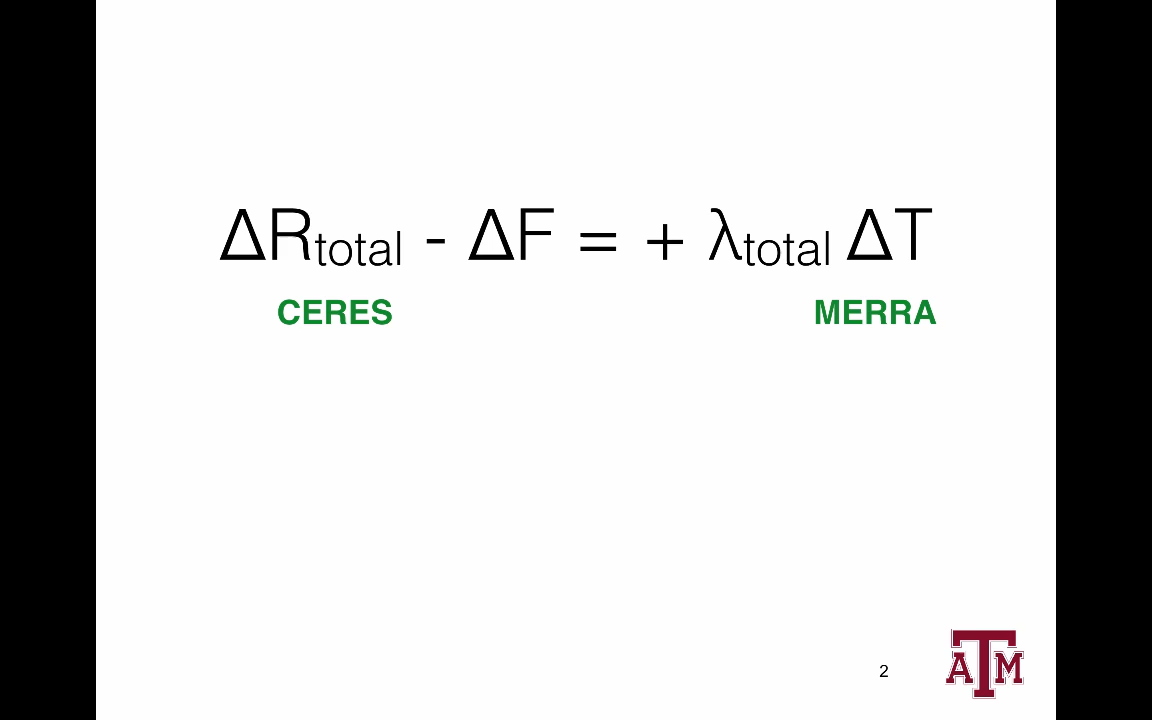 ΔRtotal - ΔF = + λtotal ΔT
CERES MERRA
2
ATM